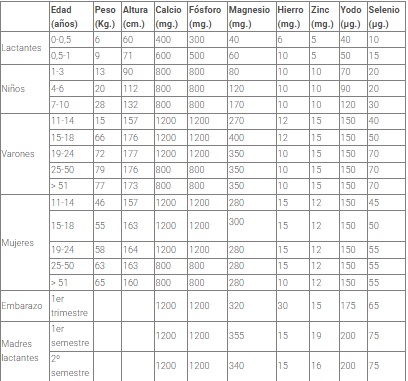 Edad (años) Peso (Kg.) Altura (cm.) Calcio (mg.) Fósforo (mg.) Magnesio (mg.) Hierro (mg.) Zinc (mg.) Yodo (µg.) Selenio (µg.)
Lactantes 0-0,5 6 60 400 300 40 6 5 40 10
0,5-1 9 71 600 500 60 10 5 50 15
Niños 1-3 13 90 800 800 80 10 10 70 20
4-6 20 112 800 800 120 10 10 90 20
7-10 28 132 800 800 170 10 10 120 30
Varones 11-14 15 157 1200 1200 270 12 15 150 40
15-18 66 176 1200 1200 400 12 15 150 50
19-24 72 177 1200 1200 350 10 15 150 70
25-50 79 176 800 800 350 10 15 150 70
> 51 77 173 800 800 350 10 15 150 70
Mujeres 11-14 46 157 1200 1200 280 15 12 150 45
15-18 55 163 1200 1200 300 15 12 150 50
19-24 58 164 1200 1200 280 15 12 150 55
25-50 63 163 800 800 280 15 12 150 55
> 51 65 160 800 800 280 10 12 150 55
Embarazo 1er trimestre 1200 1200 320 30 15 175 65
Madres lactantes 1er semestre 1200 1200 355 15 19 200 75
2º semestre 1200 1200 340 15 16 200 75